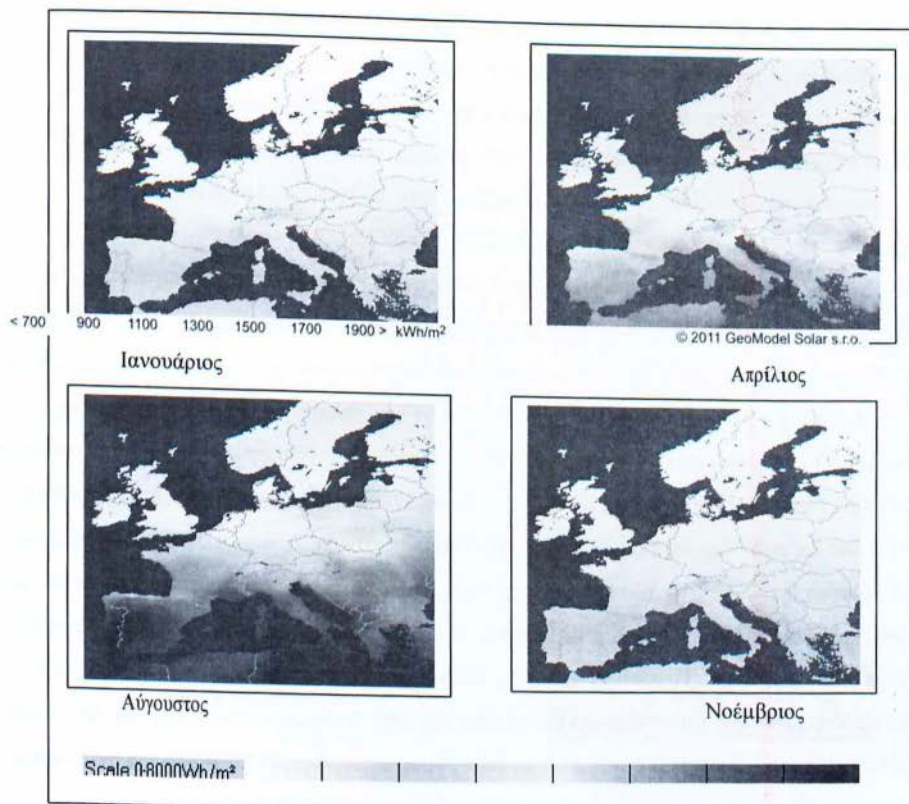 < 700 900 1100 1300 1500 1700 1900 > kWh/m²
© 2011 GeoModel Solar s.r.o.
Ιανουάριος
Απρίλιος
Αύγουστος
Νοέμβριος
Scale 0-8000Wh/m²